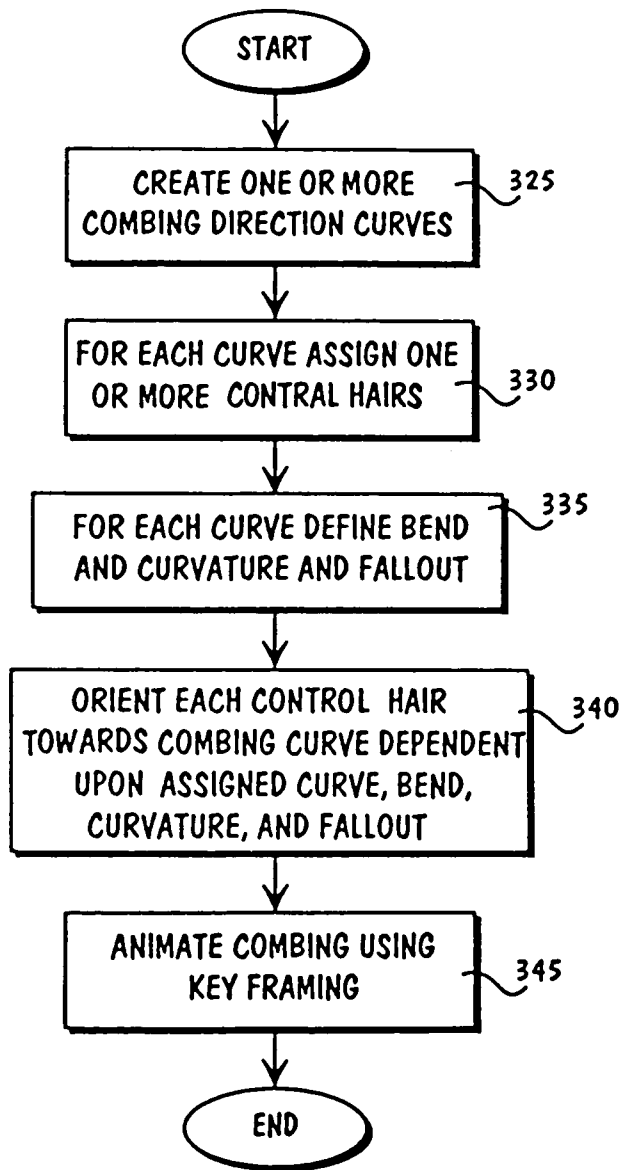 START
CREATE ONE OR MORE
COMBING DIRECTION CURVES
325
FOR EACH CURVE ASSIGN ONE
OR MORE CONTRAL HAIRS
330
FOR EACH CURVE DEFINE BEND
AND CURVATURE AND FALLOUT
335
ORIENT EACH CONTROL HAIR
TOWARDS COMBING CURVE DEPENDENT
UPON ASSIGNED CURVE, BEND,
CURVATURE, AND FALLOUT
340
ANIMATE COMBING USING
KEY FRAMING
345
END